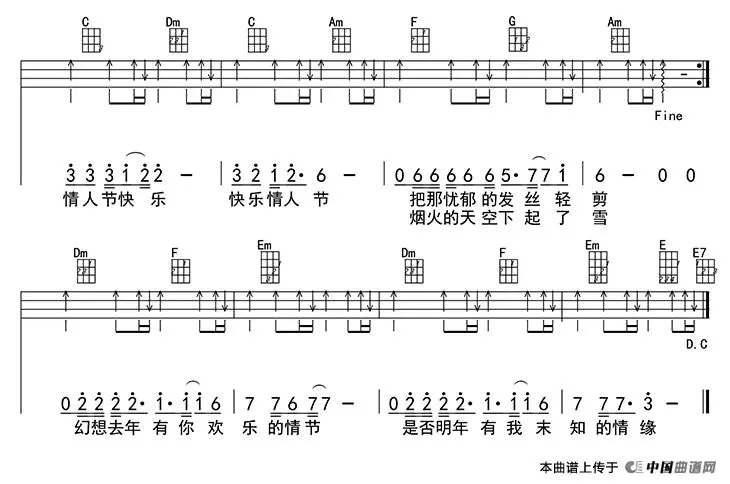 C Dm C Am F G Am
Fine
3 3 3 1 2 2 - 3 3 1 2· 6 - 0 6 6 6 6 6 5· 7 7 1 6 - 0 0
情人节快 乐 快乐情人 节 把那忧郁的发 丝 轻 剪
烟火的天空下 起 了 雪
Dm F Em Dm F Em E E7
D.C
0 2 2 2 2· 1· 1 1 6 7 7 6 7 7 - 0 2 2 2 2· 1· 1 1 6 7 7 7· 3 -
幻想去年 有 你 欢 乐 的情 节 是否明年 有 我 未 知 的情 缘
本曲谱上传于 中国曲谱网